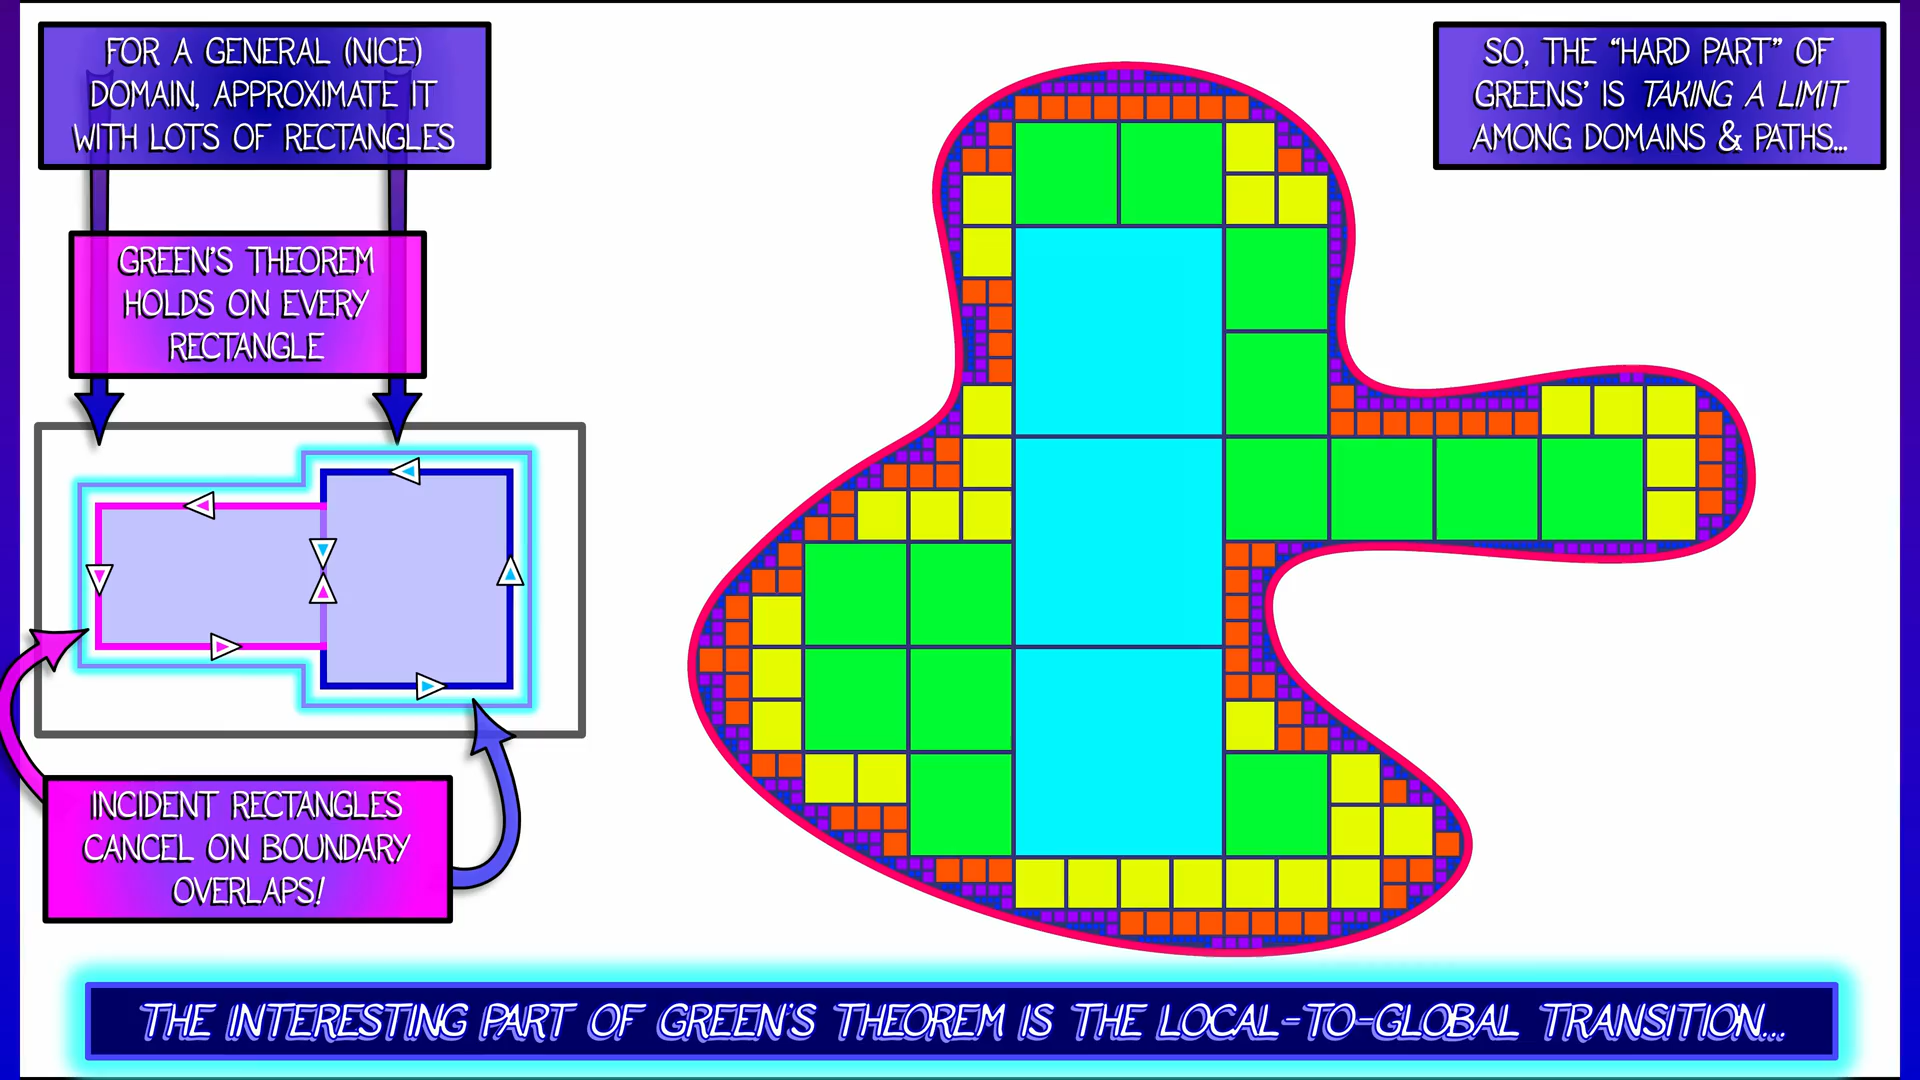 FOR A GENERAL (NICE)
DOMAIN, APPROXIMATE IT
WITH LOTS OF RECTANGLES
GREEN'S THEOREM
HOLDS ON EVERY
RECTANGLE
INCIDENT RECTANGLES
CANCEL ON BOUNDARY
OVERLAPS!
SO, THE “HARD PART” OF
GREENS' IS TAKING A LIMIT
AMONG DOMAINS & PATHS...
THE INTERESTING PART OF GREEN'S THEOREM IS THE LOCAL-TO-GLOBAL TRANSITION...